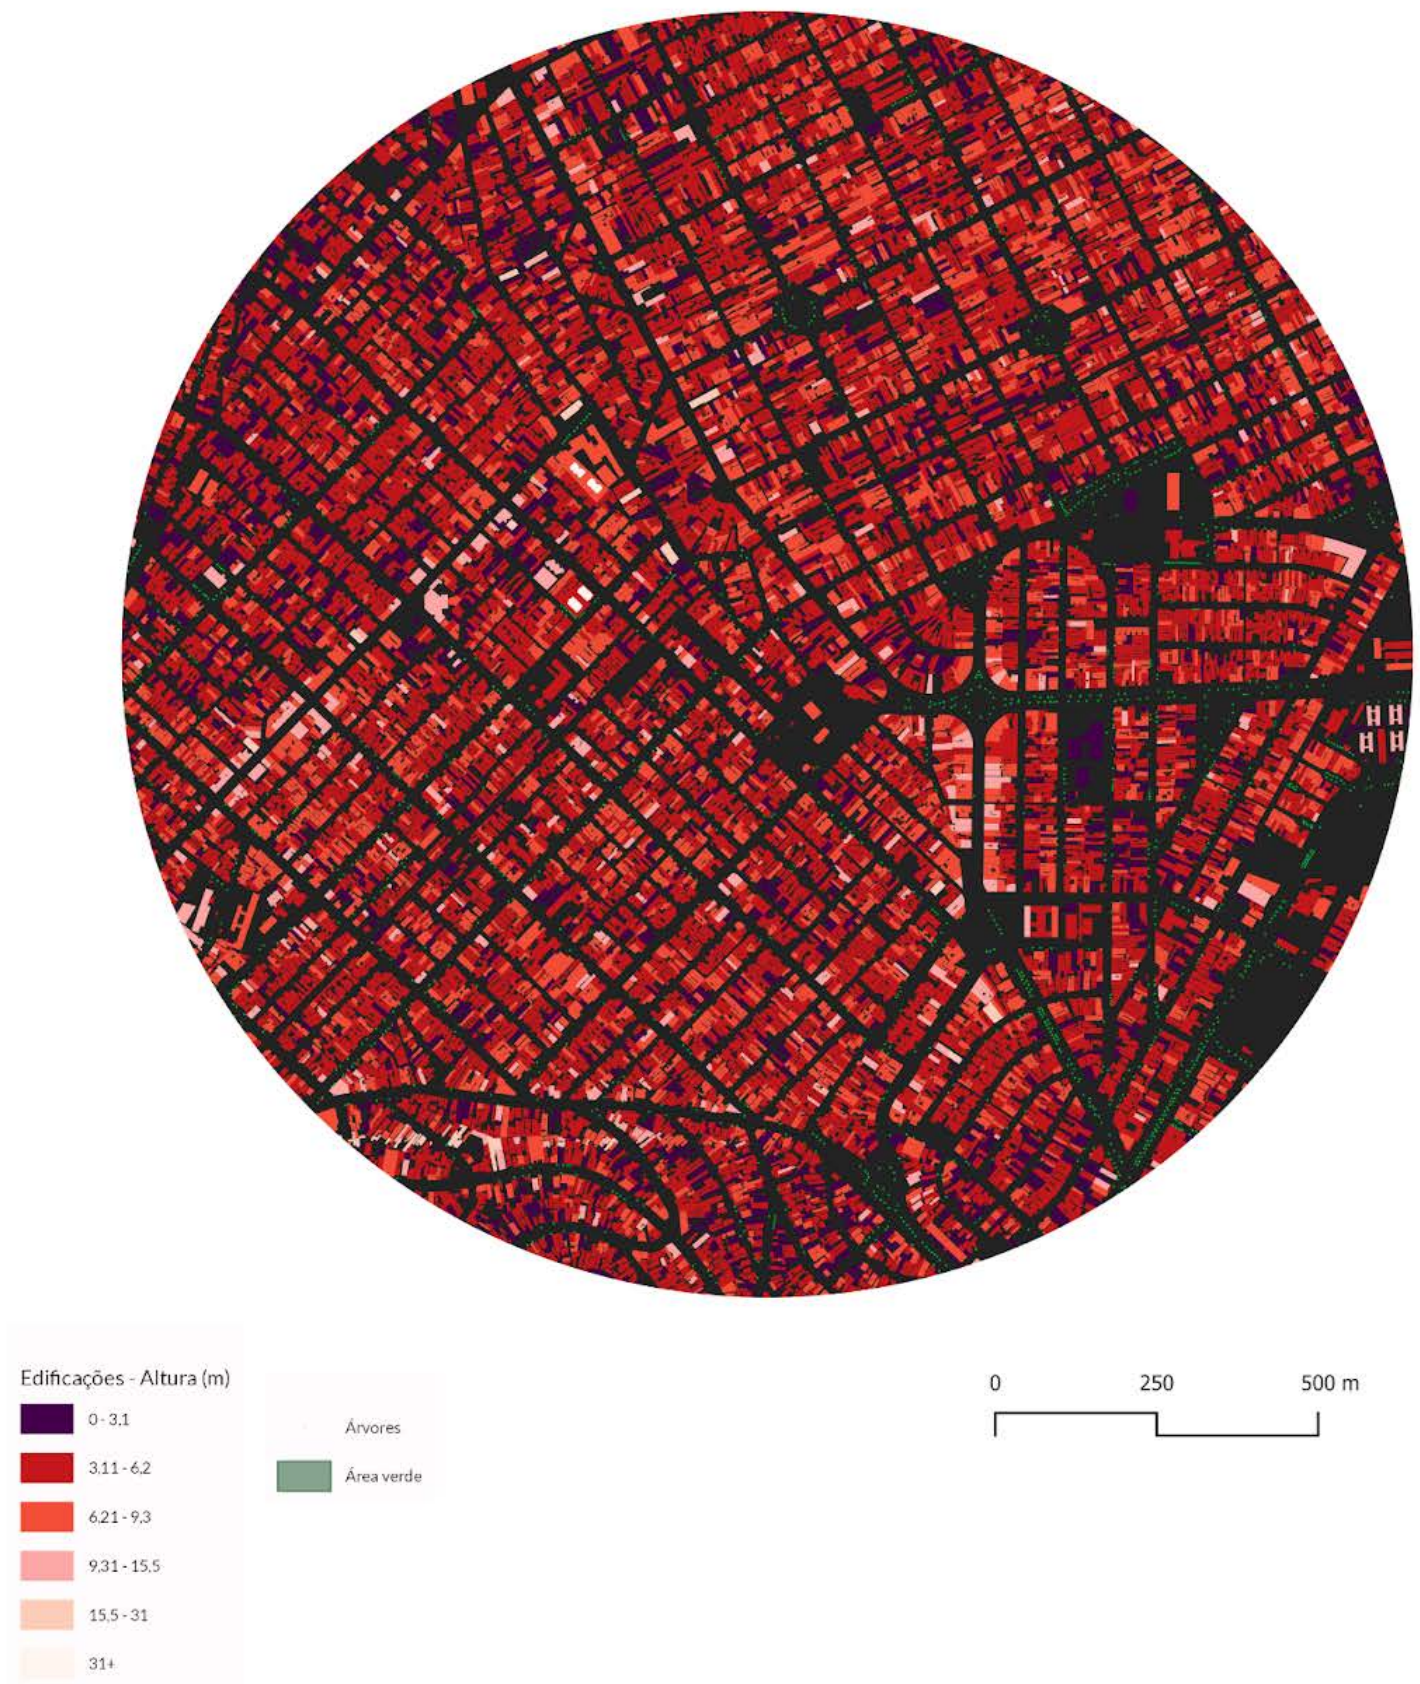 Edificações - Altura (m)
0 - 3,1
3,11 - 6,2
6,21 - 9,3
9,31 - 15,5
15,5 - 31
31+
Árvores
Área verde
0 250 500 m